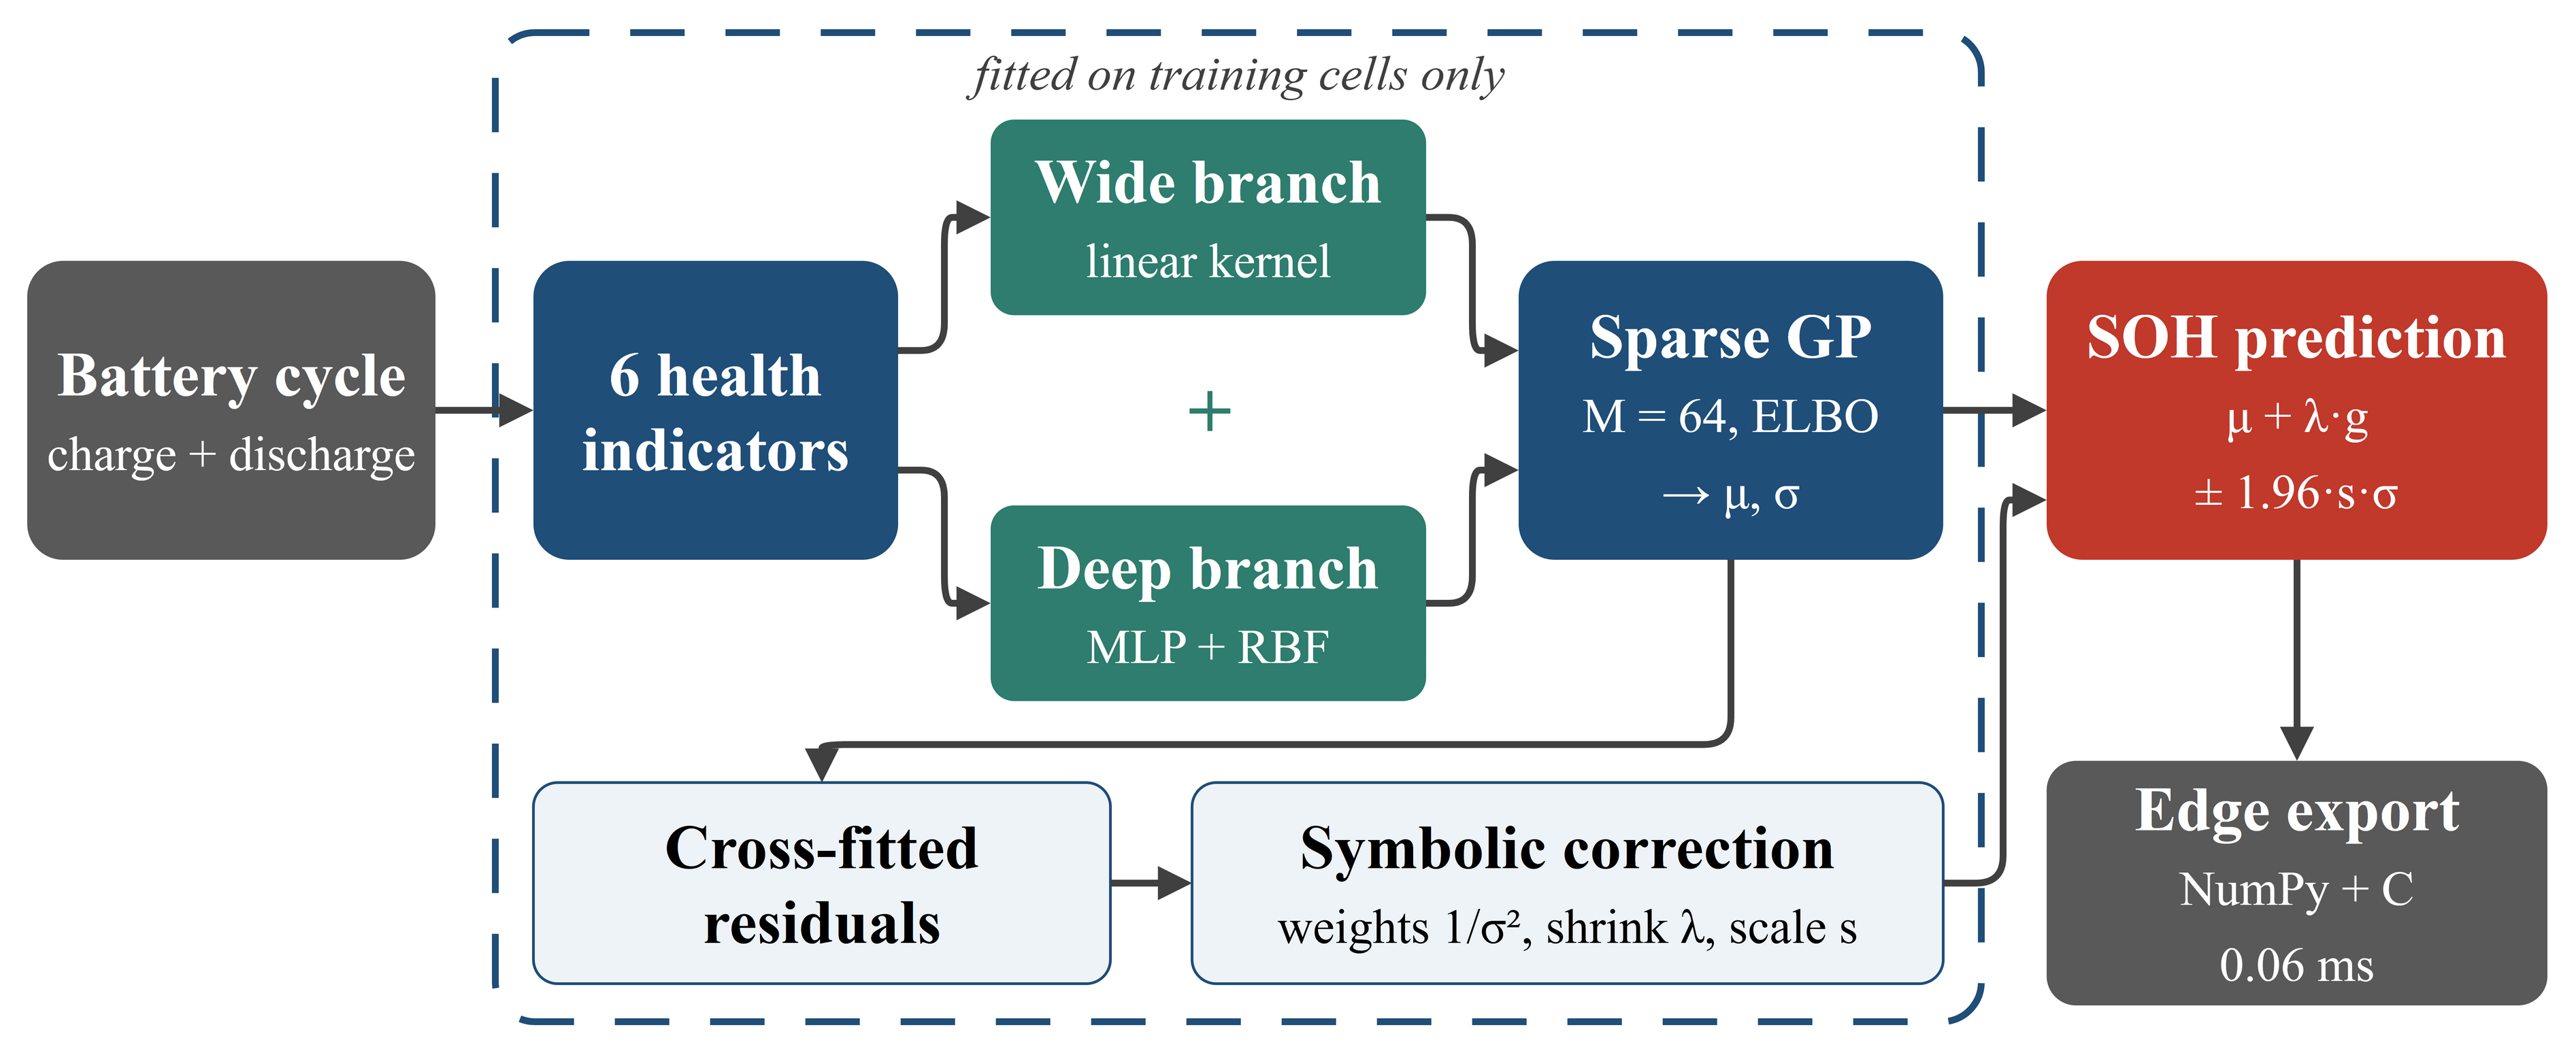 fitted on training cells only
Battery cycle
charge + discharge
6 health
indicators
Wide branch
linear kernel
+
Deep branch
MLP + RBF
Sparse GP
M = 64, ELBO
→ μ, σ
SOH prediction
μ + λ·g
± 1.96·s·σ
Cross-fitted
residuals
Symbolic correction
weights 1/σ², shrink λ, scale s
Edge export
NumPy + C
0.06 ms